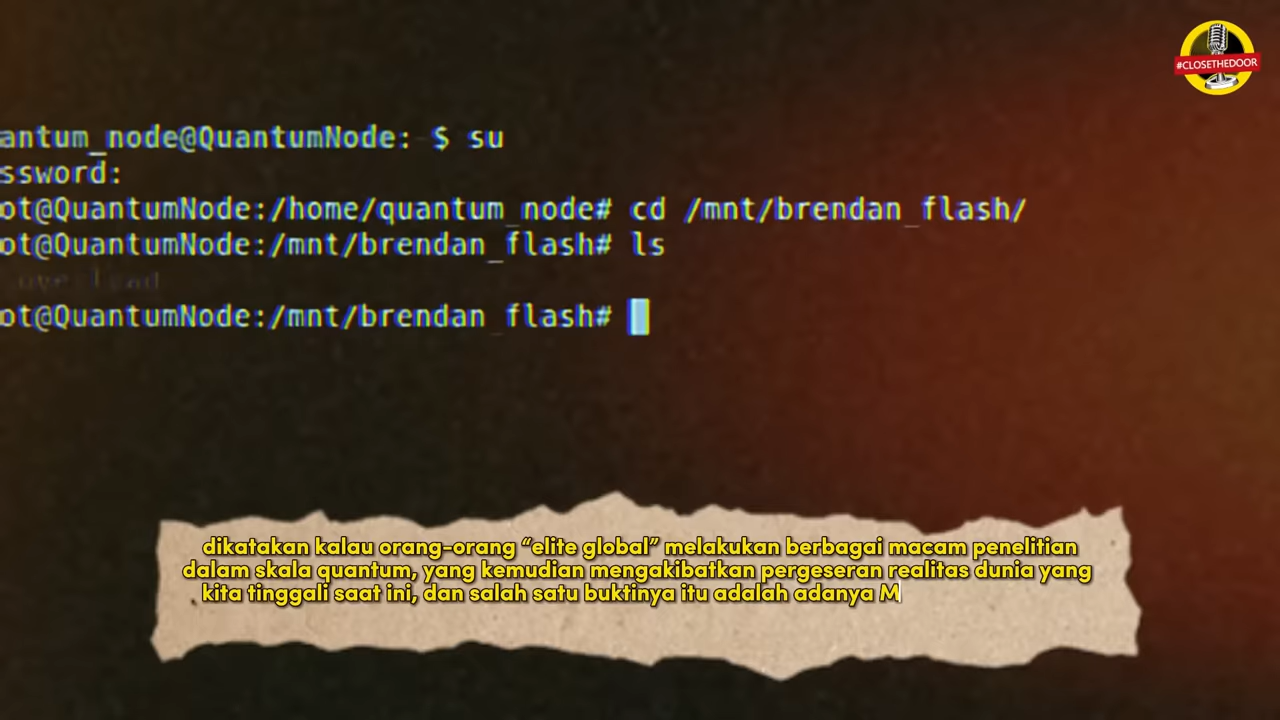 #CLOSETHEDOOR
antum_node@QuantumNode: $ su
ssword:
ot@QuantumNode:/home/quantum_node# cd /mnt/brendan_flash/
ot@QuantumNode:/mnt/brendan_flash# ls
ot@QuantumNode:/mnt/brendan_flash#
dikatakan kalau orang-orang “elite global” melakukan berbagai macam penelitian
dalam skala quantum, yang kemudian mengakibatkan pergeseran realitas dunia yang
kita tinggali saat ini, dan salah satu buktinya itu adalah adanya M